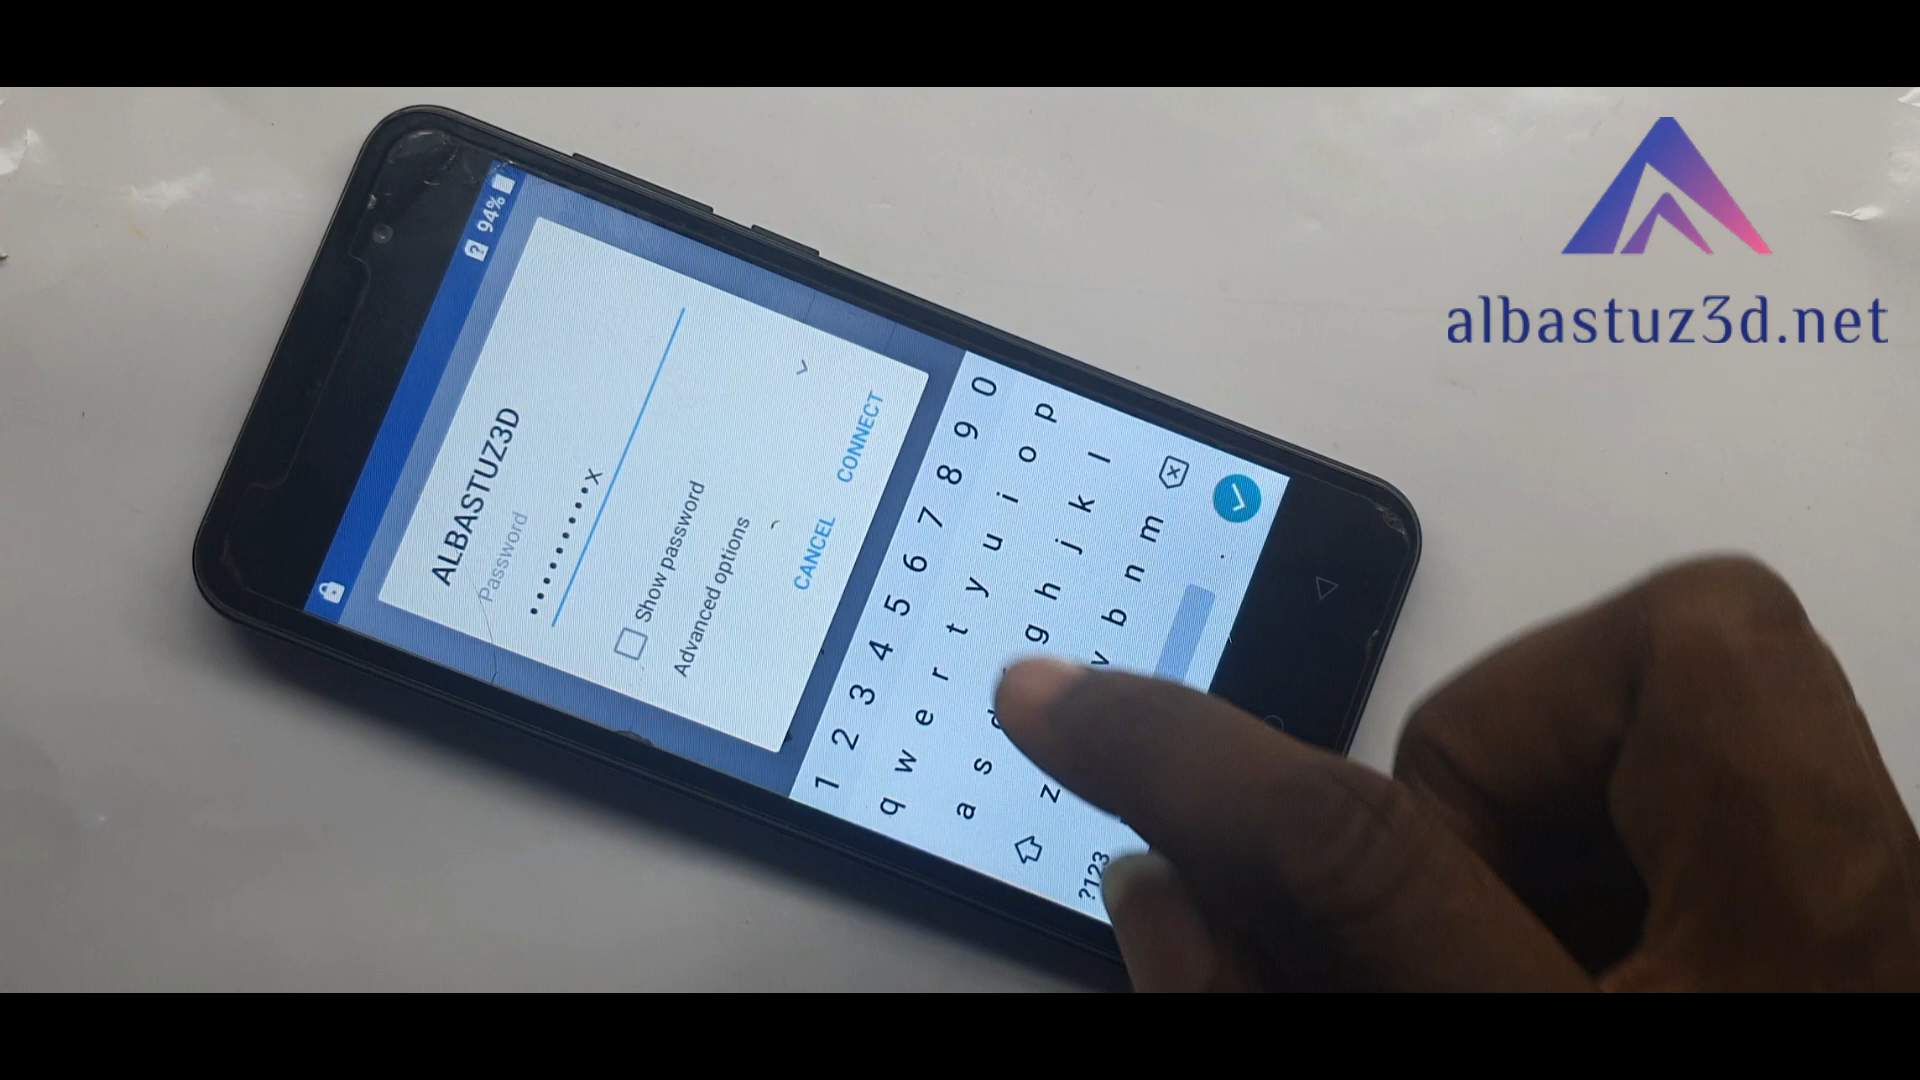 albastuz3d.net
94%
ALBASTUZ3D
Password
••••••••••x
Show password
Advanced options
CANCEL CONNECT
1 2 3 4 5 6 7 8 9 0
q w e r t y u i o p
a s d g h j k l
z v b n m
?123 .